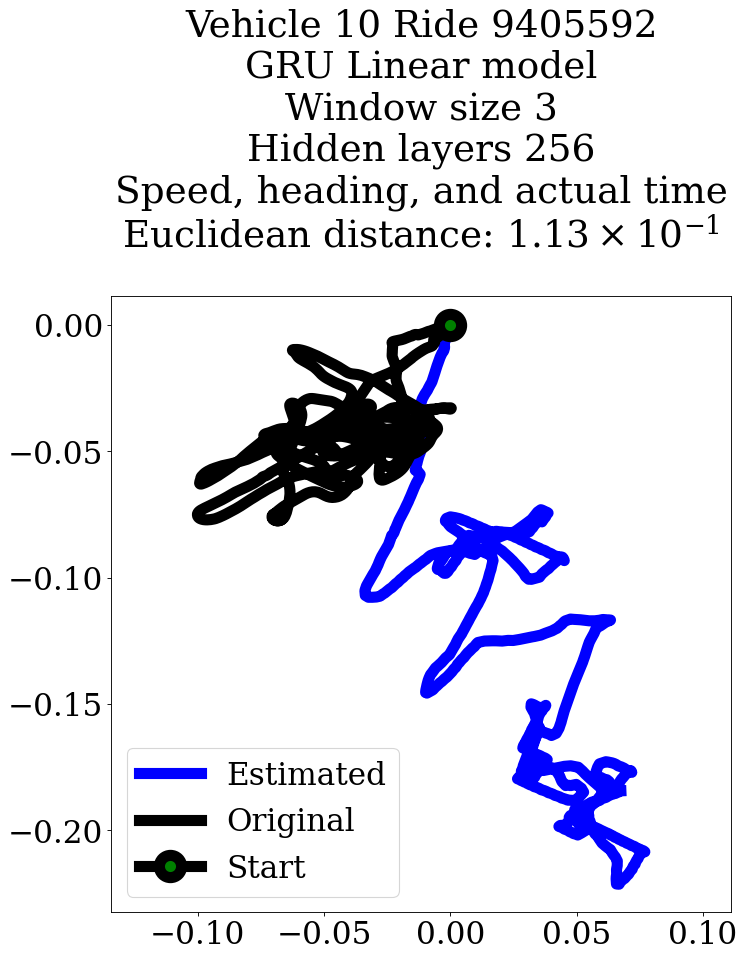 Vehicle 10 Ride 9405592
GRU Linear model
Window size 3
Hidden layers 256
Speed, heading, and actual time
Euclidean distance: 1.13 × 10⁻¹
0.00
−0.05
−0.10
−0.15
−0.20
Estimated
Original
Start
−0.10 −0.05 0.00 0.05 0.10